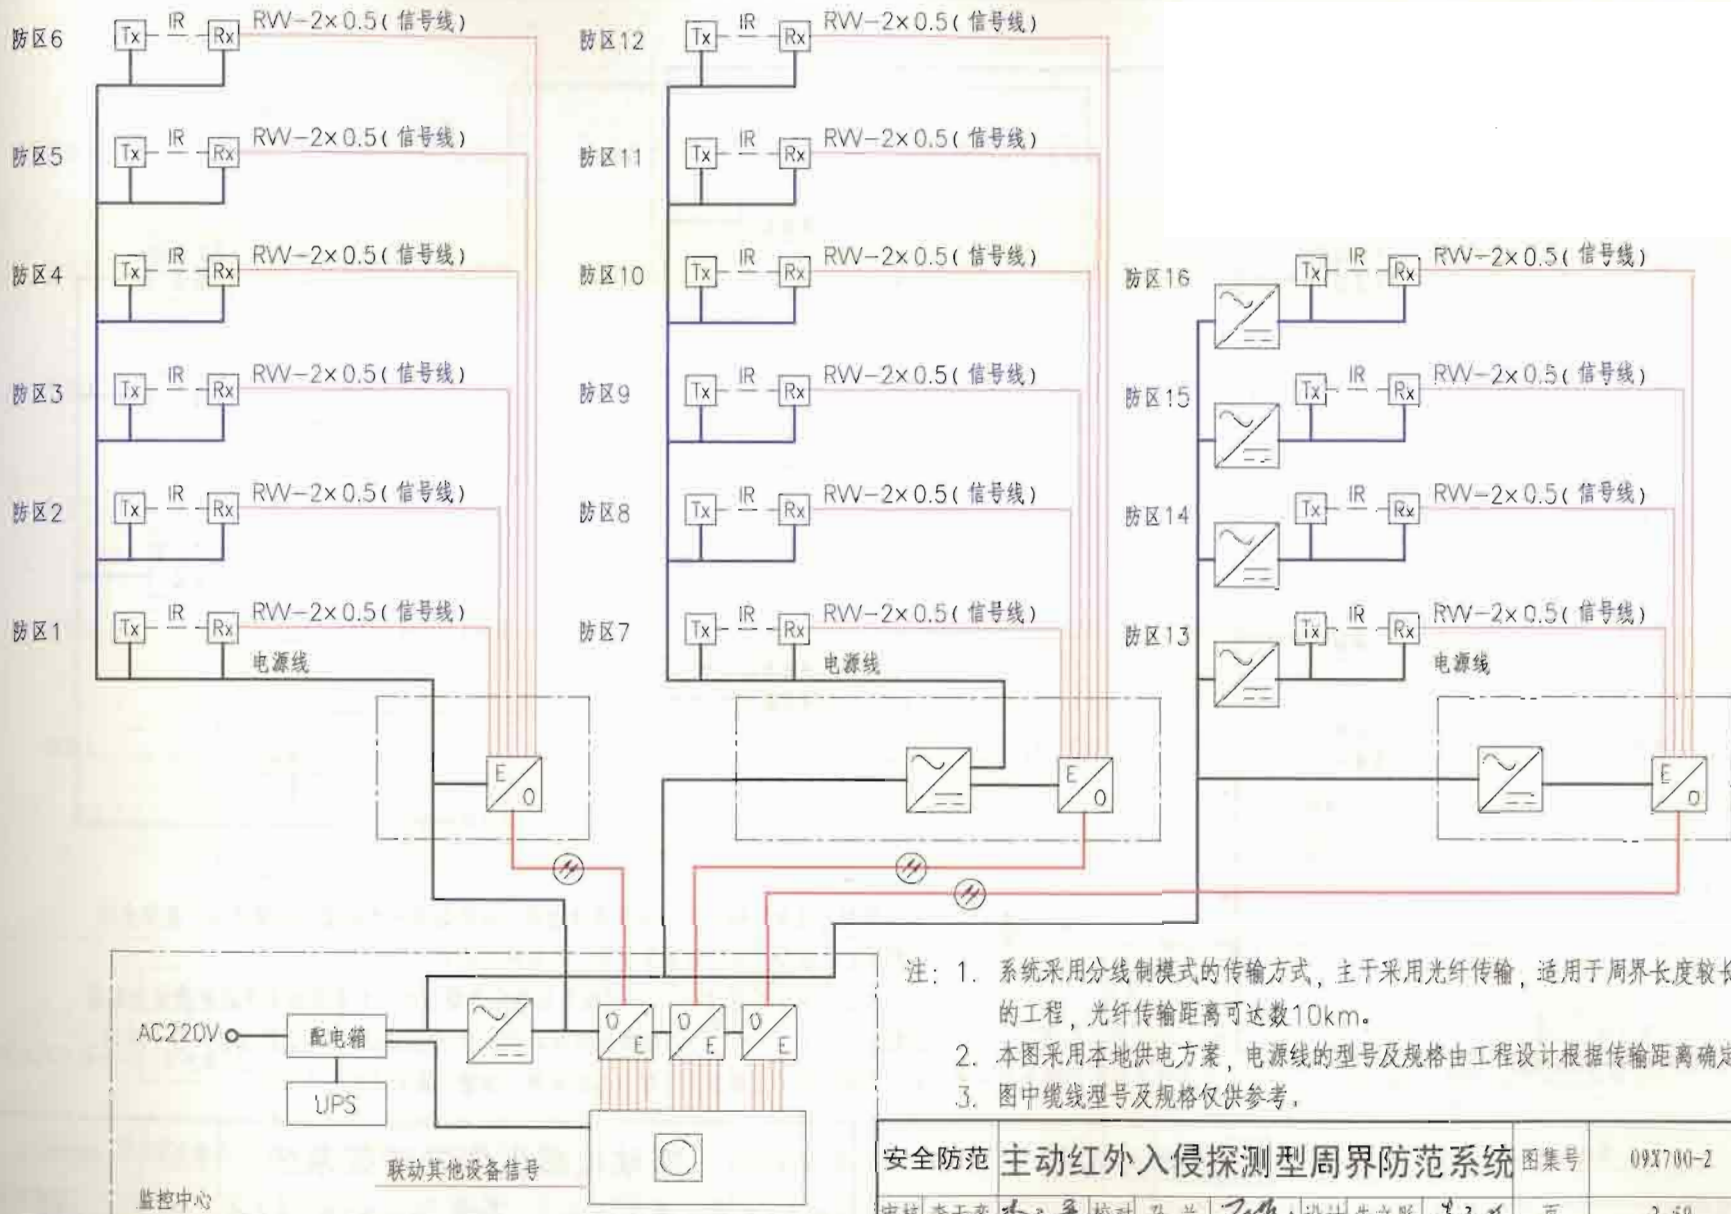 防区6 Tx IR Rx RVV-2×0.5(信号线)
防区5 Tx IR Rx RVV-2×0.5(信号线)
防区4 Tx IR Rx RVV-2×0.5(信号线)
防区3 Tx IR Rx RVV-2×0.5(信号线)
防区2 Tx IR Rx RVV-2×0.5(信号线)
防区1 Tx IR Rx RVV-2×0.5(信号线)
电源线
E
O
防区12 Tx IR Rx RVV-2×0.5(信号线)
防区11 Tx IR Rx RVV-2×0.5(信号线)
防区10 Tx IR Rx RVV-2×0.5(信号线)
防区9 Tx IR Rx RVV-2×0.5(信号线)
防区8 Tx IR Rx RVV-2×0.5(信号线)
防区7 Tx IR Rx RVV-2×0.5(信号线)
电源线
E
O
防区16 Tx IR Rx RVV-2×0.5(信号线)
防区15 Tx IR Rx RVV-2×0.5(信号线)
防区14 Tx IR Rx RVV-2×0.5(信号线)
防区13 Tx IR Rx RVV-2×0.5(信号线)
电源线
E
O
AC220V 配电箱
UPS
O E O E O E
联动其他设备信号
监控中心
注: 1. 系统采用分线制模式的传输方式,主干采用光纤传输,适用于周界长度较长
的工程,光纤传输距离可达数10km。
2. 本图采用本地供电方案,电源线的型号及规格由工程设计根据传输距离确定
3. 图中缆线型号及规格仅供参考。
安全防范 主动红外入侵探测型周界防范系统 图集号 09X700-2
审核 校对 孙兰 设计 页